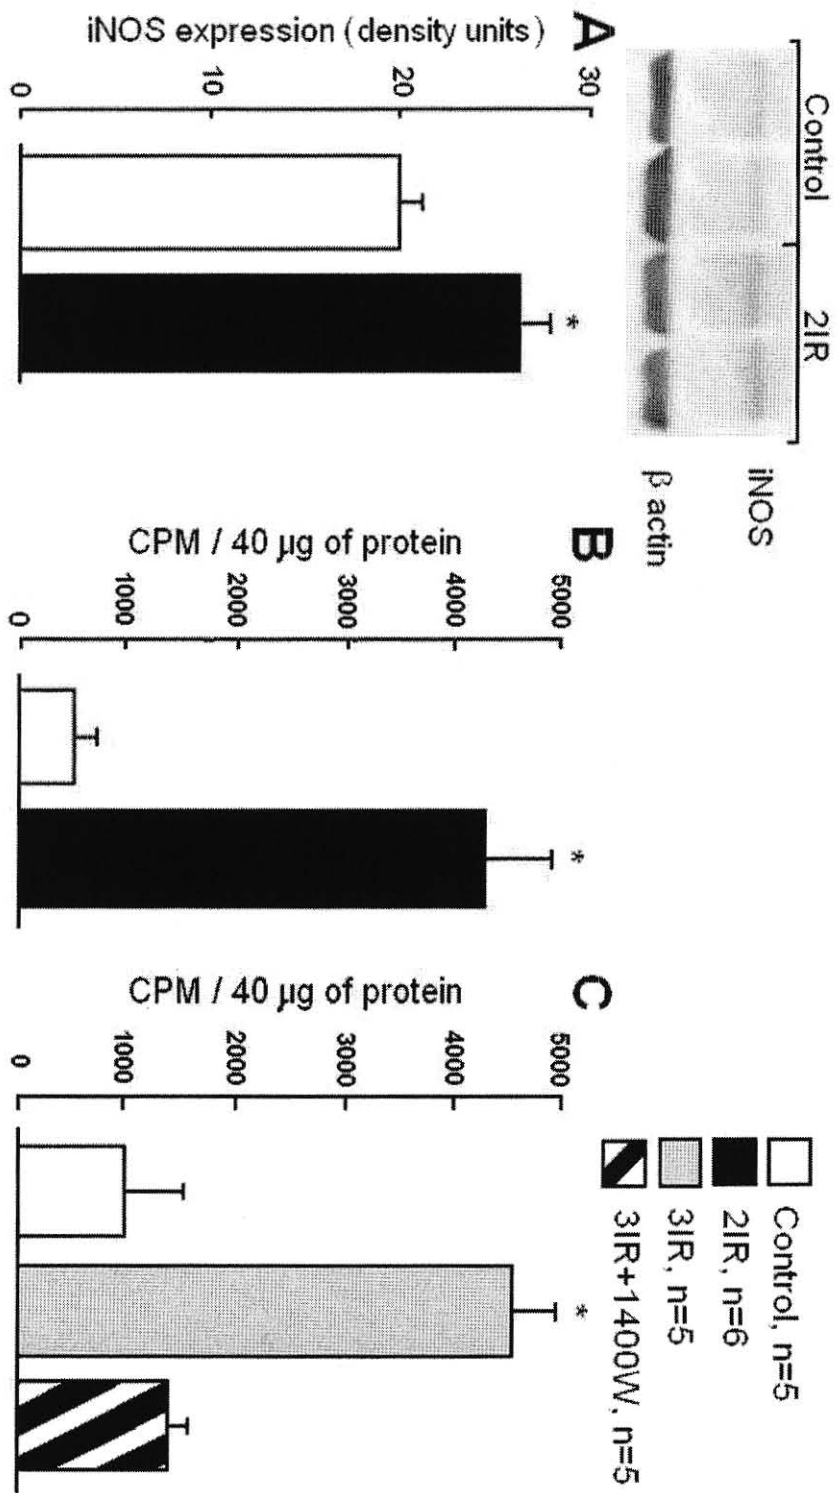 Control 2IR
iNOS
β actin
A
iNOS expression (density units)
30
20
10
0
*
B
CPM / 40 µg of protein
5000
4000
3000
2000
1000
0
*
C
CPM / 40 µg of protein
5000
4000
3000
2000
1000
0
*
Control, n=5
2IR, n=6
3IR, n=5
3IR+1400W, n=5